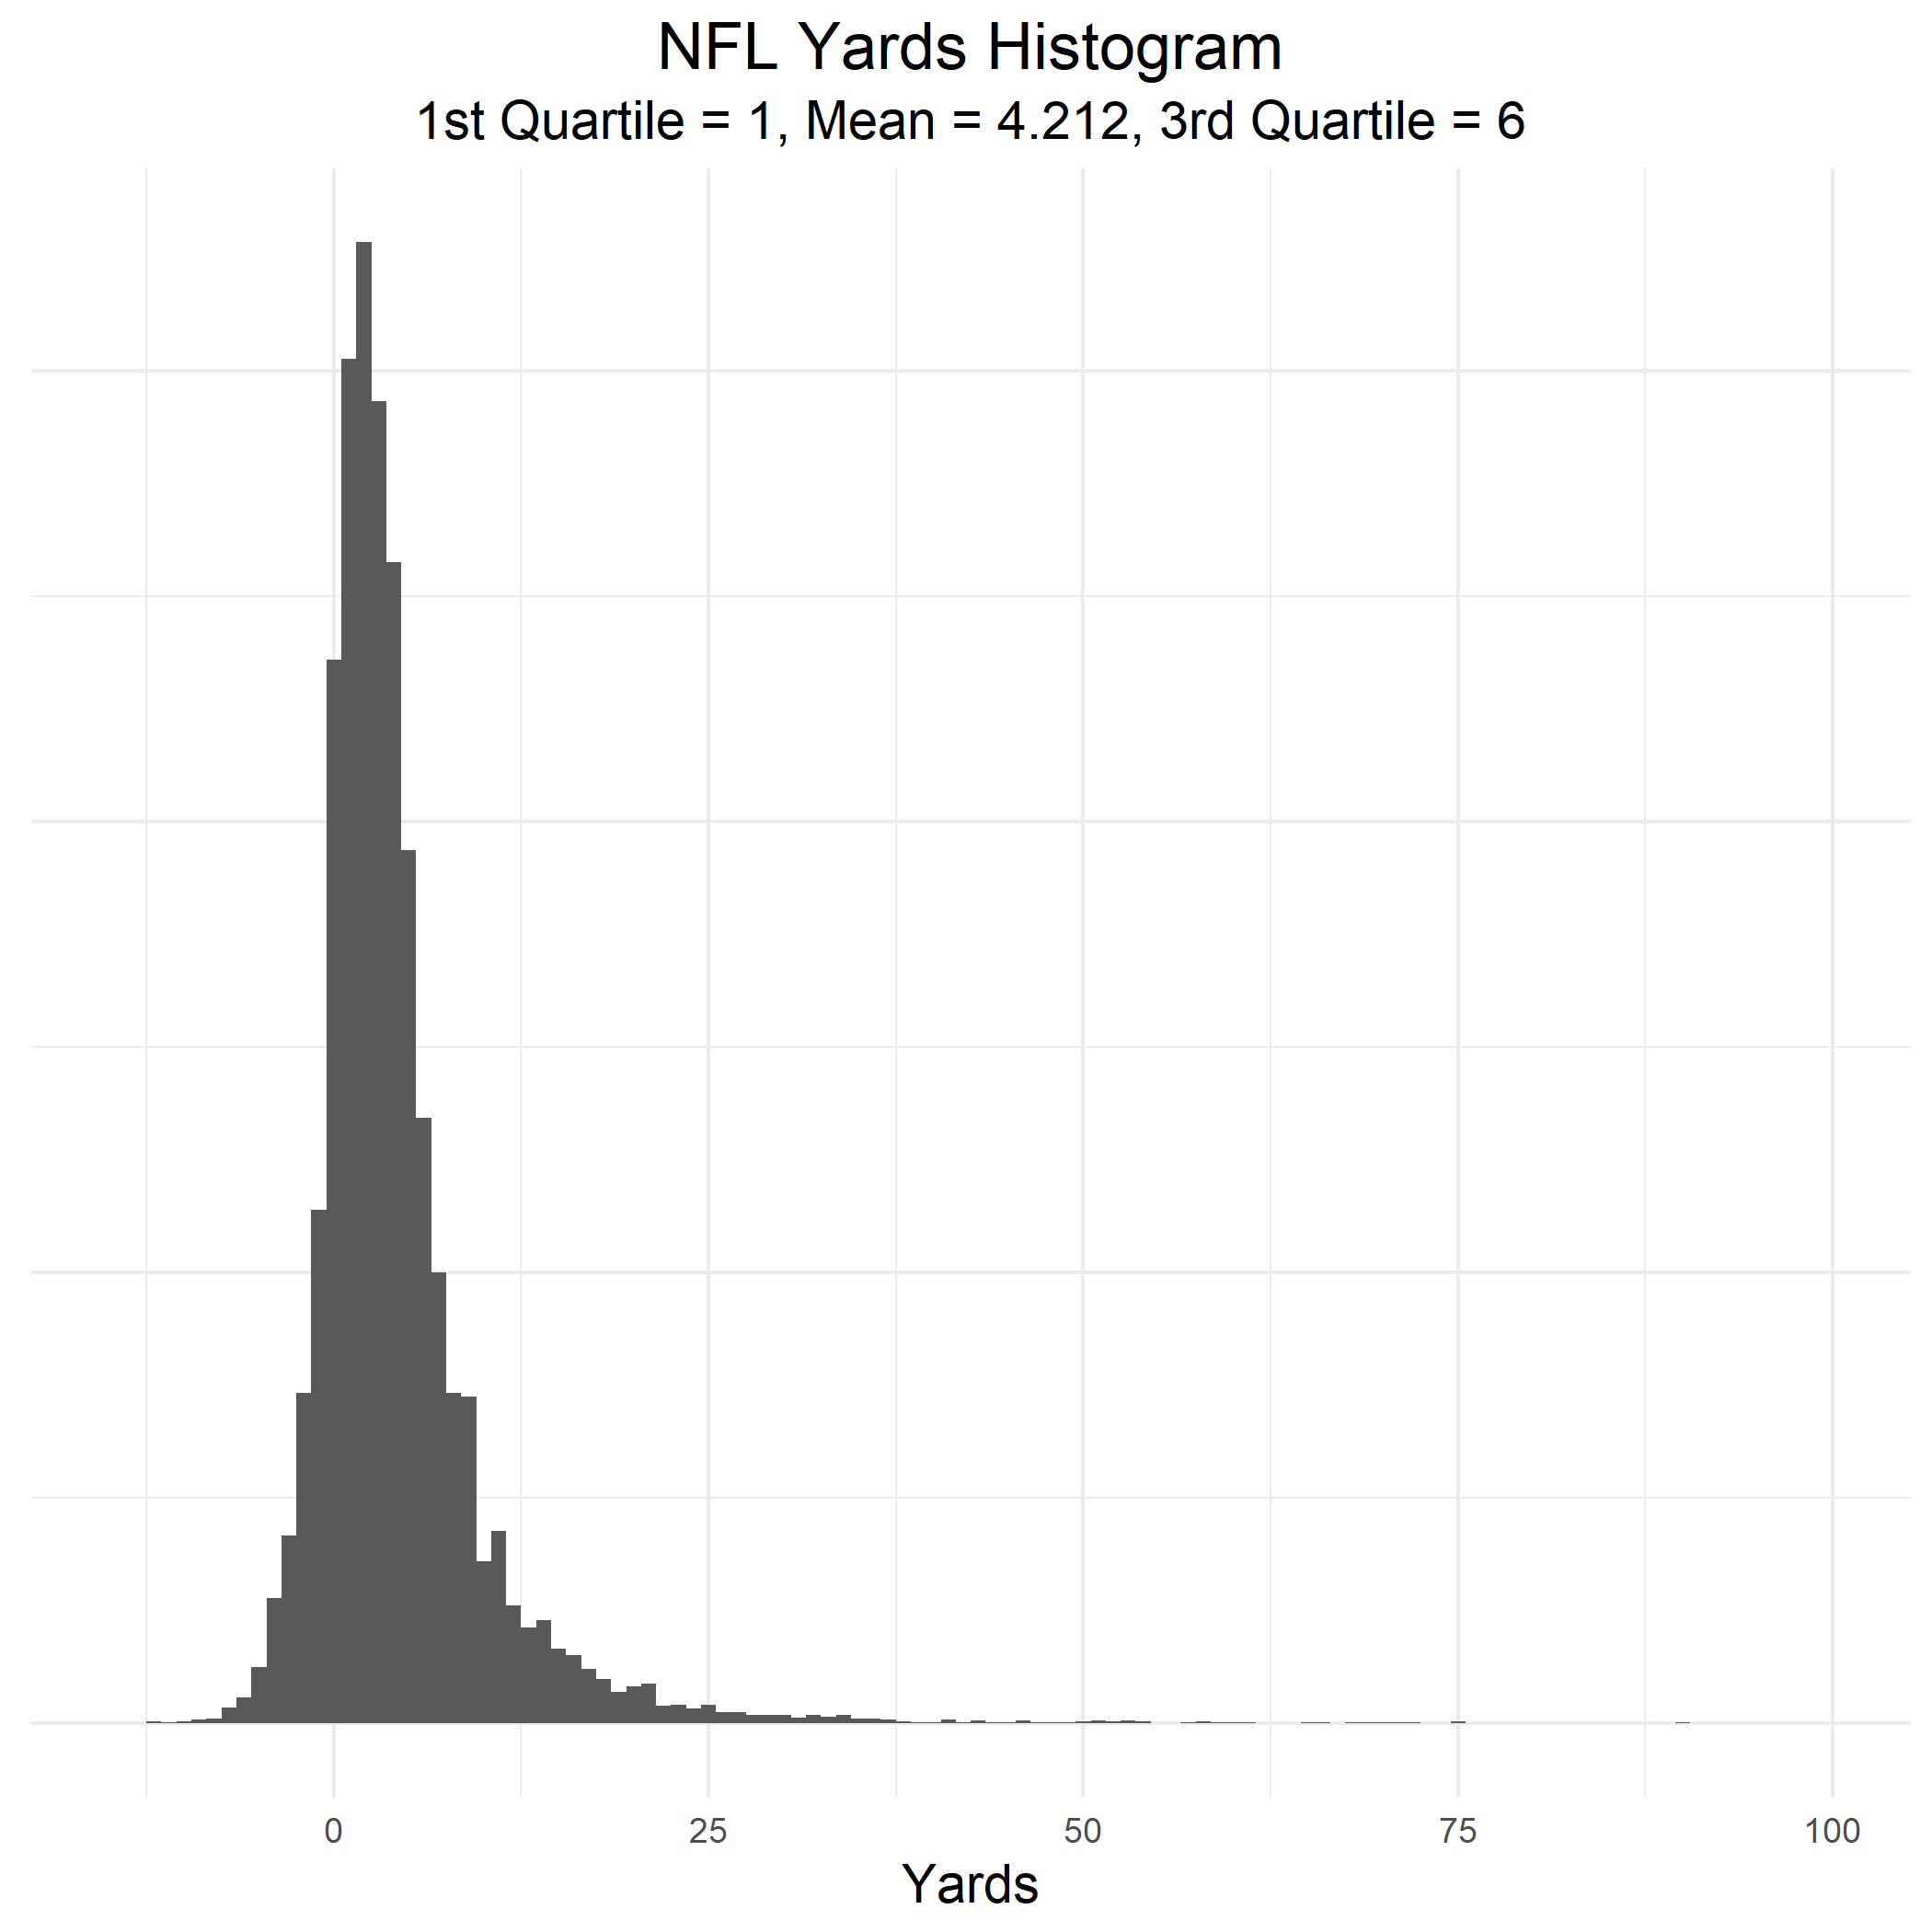 NFL Yards Histogram
1st Quartile = 1, Mean = 4.212, 3rd Quartile = 6
0 25 50 75 100
Yards